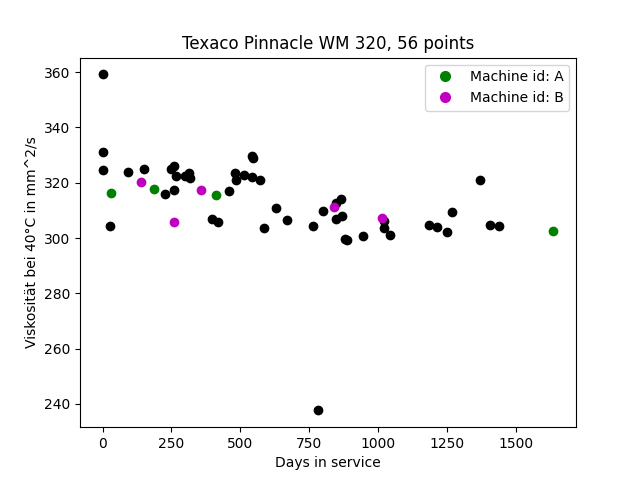 Texaco Pinnacle WM 320, 56 points
Machine id: A
Machine id: B
Viskosität bei 40°C in mm^2/s
360
340
320
300
280
260
240
0 250 500 750 1000 1250 1500
Days in service